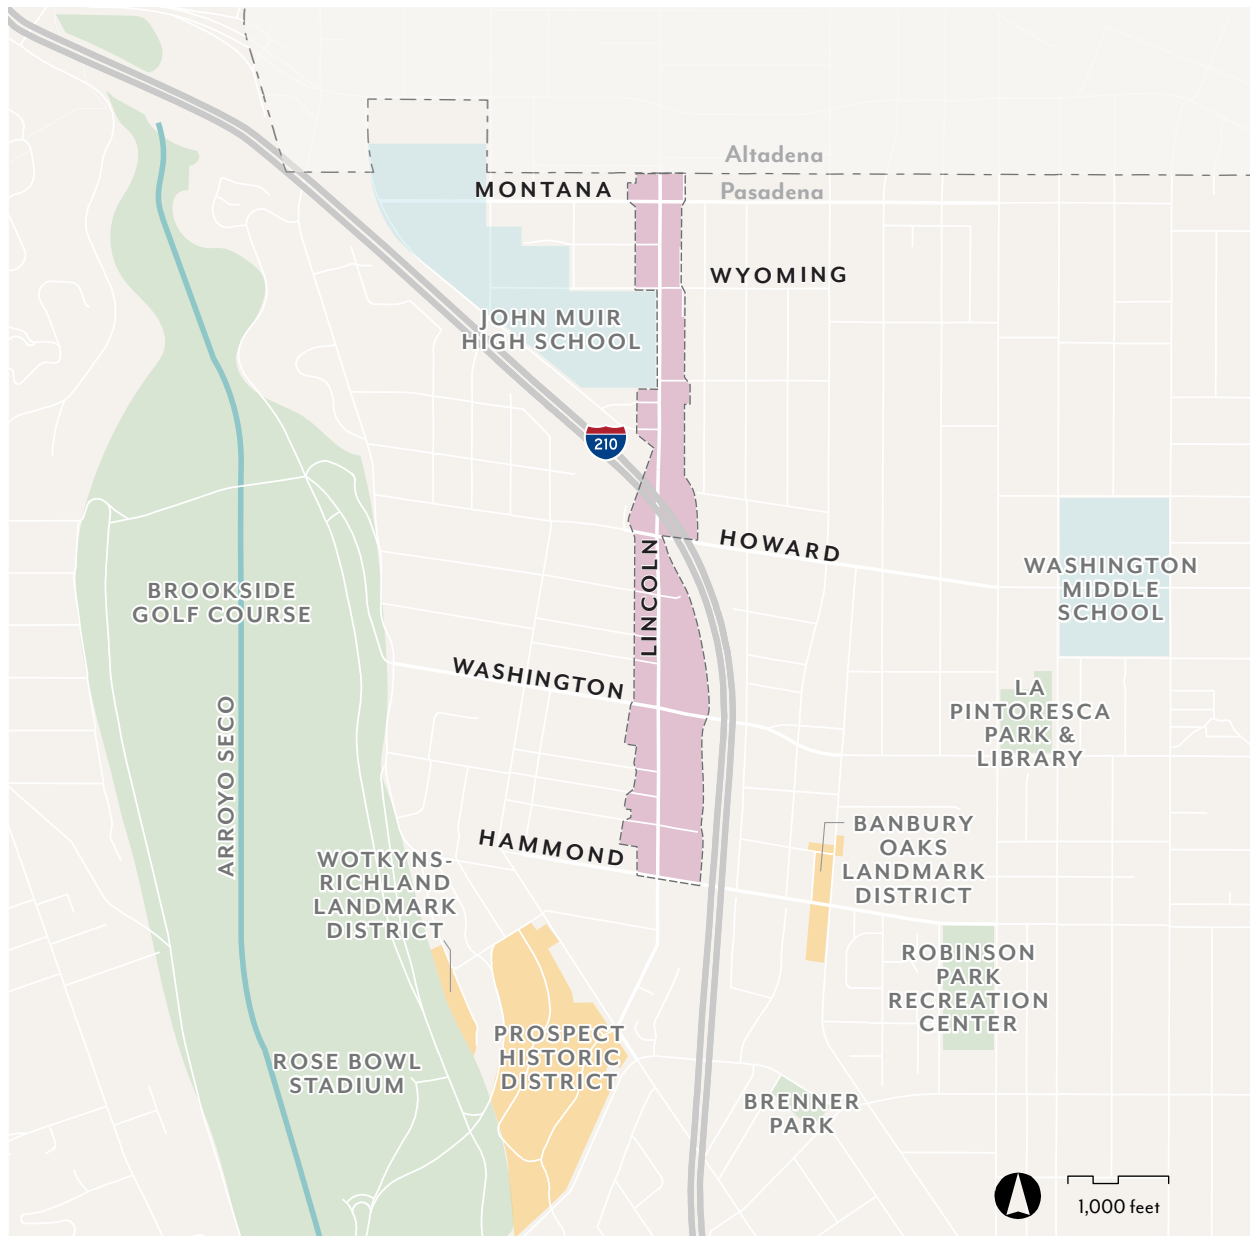 Altadena
MONTANA
Pasadena
WYOMING
JOHN MUIR
HIGH SCHOOL
210
HOWARD
LINCOLN
WASHINGTON
MIDDLE
SCHOOL
BROOKSIDE
GOLF COURSE
WASHINGTON
LA
PINTORESCA
PARK &
LIBRARY
ARROYO SECO
HAMMOND
BANBURY
OAKS
LANDMARK
DISTRICT
WOTKYNS-
RICHLAND
LANDMARK
DISTRICT
ROBINSON
PARK
RECREATION
CENTER
PROSPECT
HISTORIC
DISTRICT
ROSE BOWL
STADIUM
BRENNER
PARK
1,000 feet